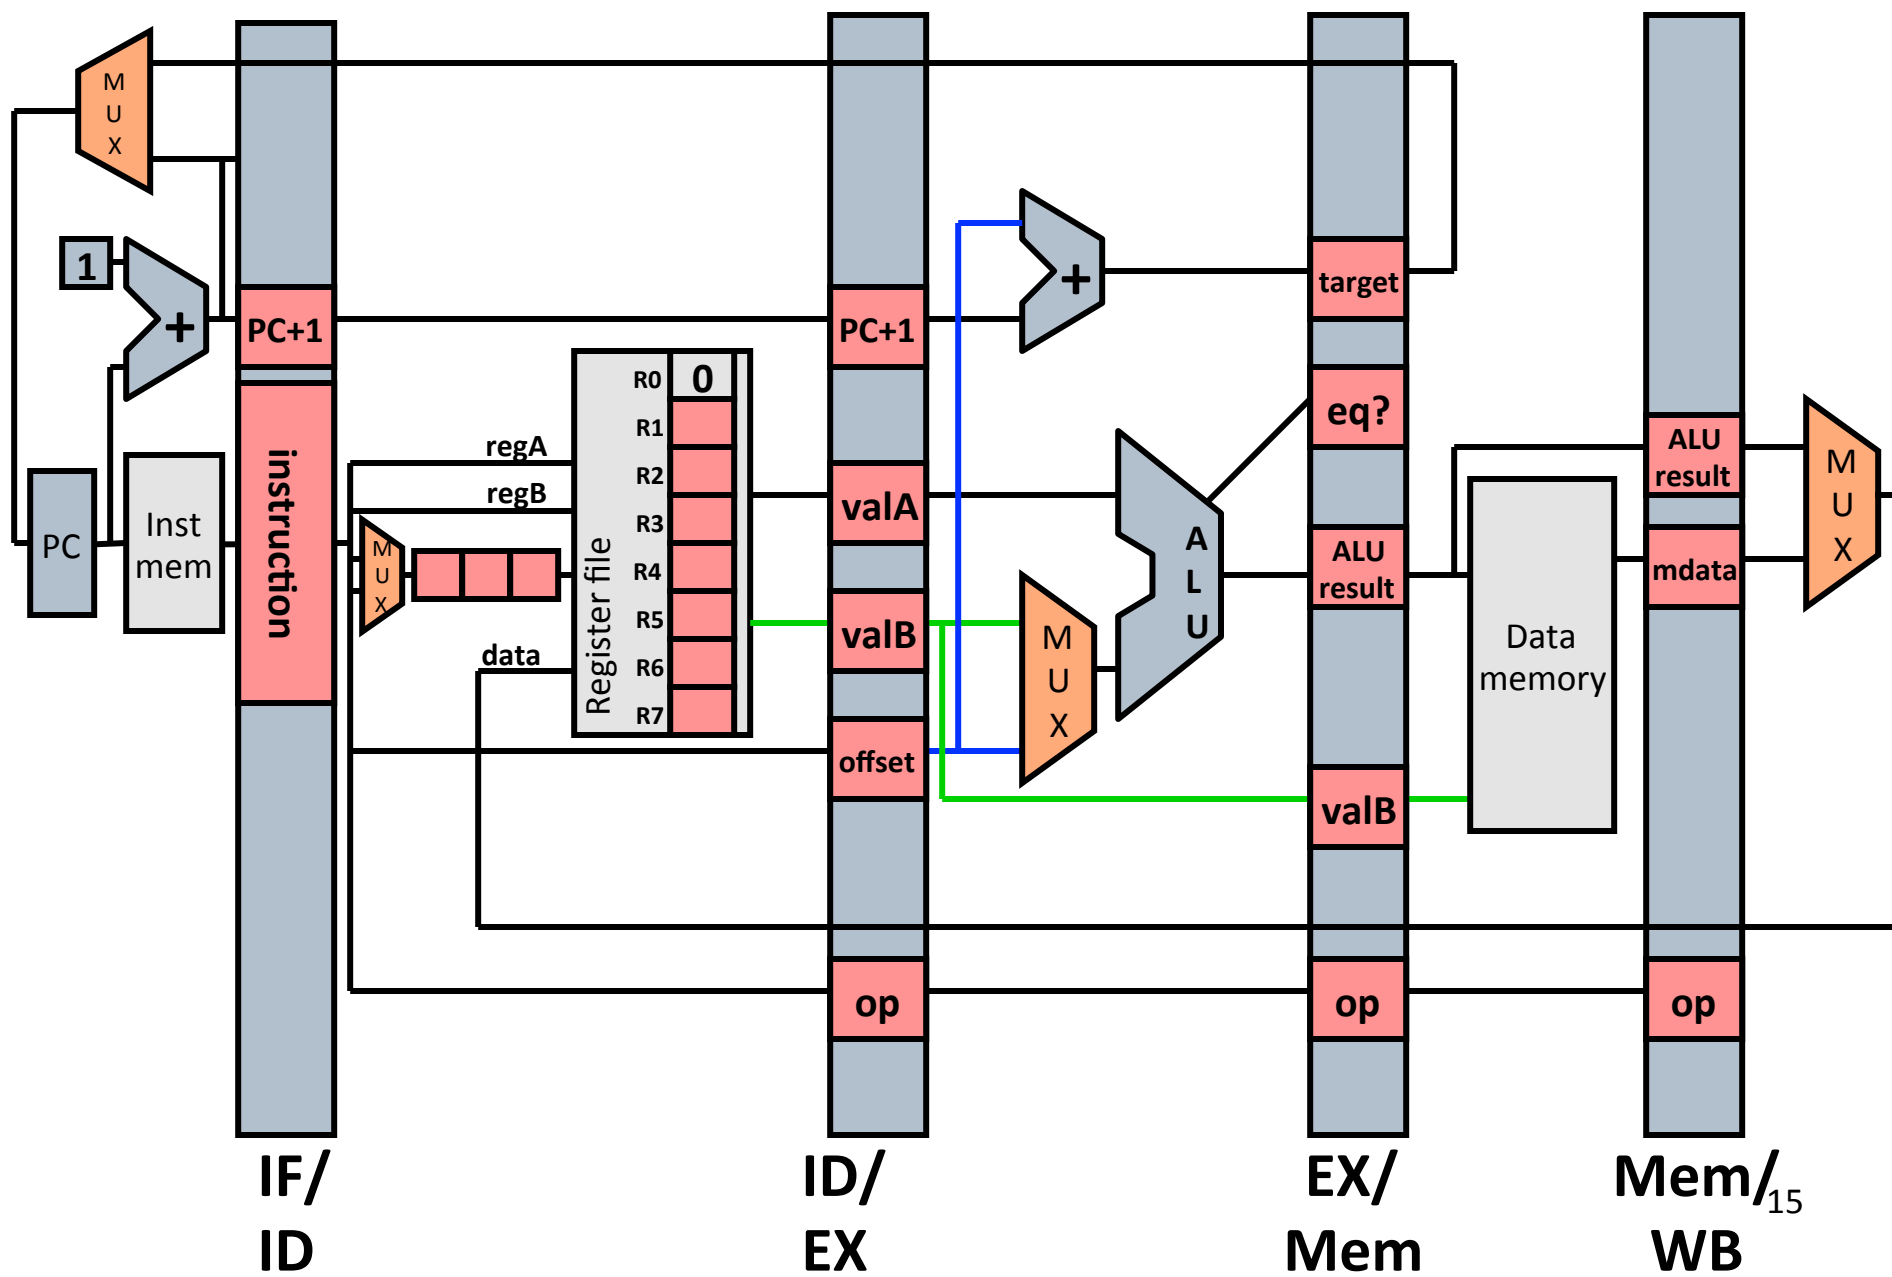 M
U
X
1
+
PC+1
PC
Inst
mem
instruction
regA
regB
M
U
X
data
Register file
R0
0
R1
R2
R3
R4
R5
R6
R7
PC+1
valA
valB
offset
op
+
M
U
X
A
L
U
target
eq?
ALU
result
valB
op
Data
memory
ALU
result
mdata
op
M
U
X
IF/
ID
ID/
EX
EX/
Mem
Mem/
WB
15